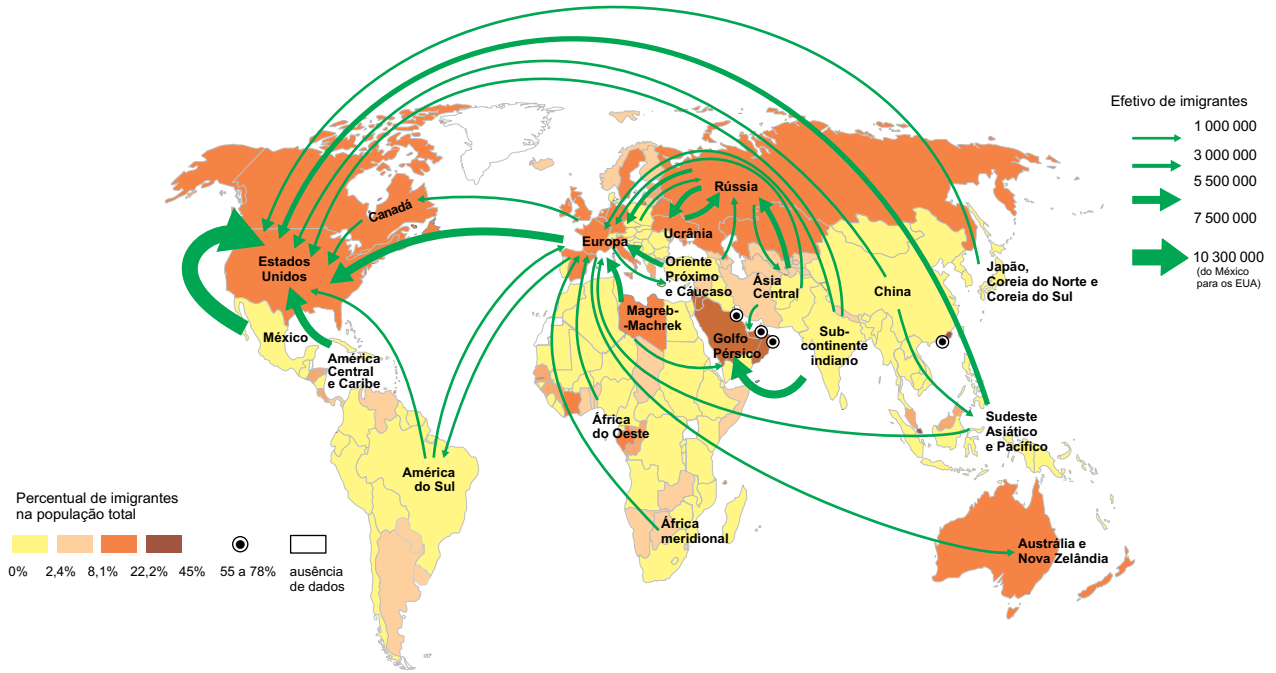 Efetivo de imigrantes
1 000 000
3 000 000
5 500 000
7 500 000
10 300 000
(do México
para os EUA)
Canadá
Estados
Unidos
México
América
Central
e Caribe
América
do Sul
Europa
Rússia
Ucrânia
Oriente
Próximo
e Cáucaso
Ásia
Central
China
Japão,
Coreia do Norte e
Coreia do Sul
Magreb-
-Machrek
Golfo
Pérsico
Sub-
continente
indiano
África
do Oeste
África
meridional
Sudeste
Asiático
e Pacífico
Austrália e
Nova Zelândia
Percentual de imigrantes
na população total
0% 2,4% 8,1% 22,2% 45% 55 a 78% ausência
de dados